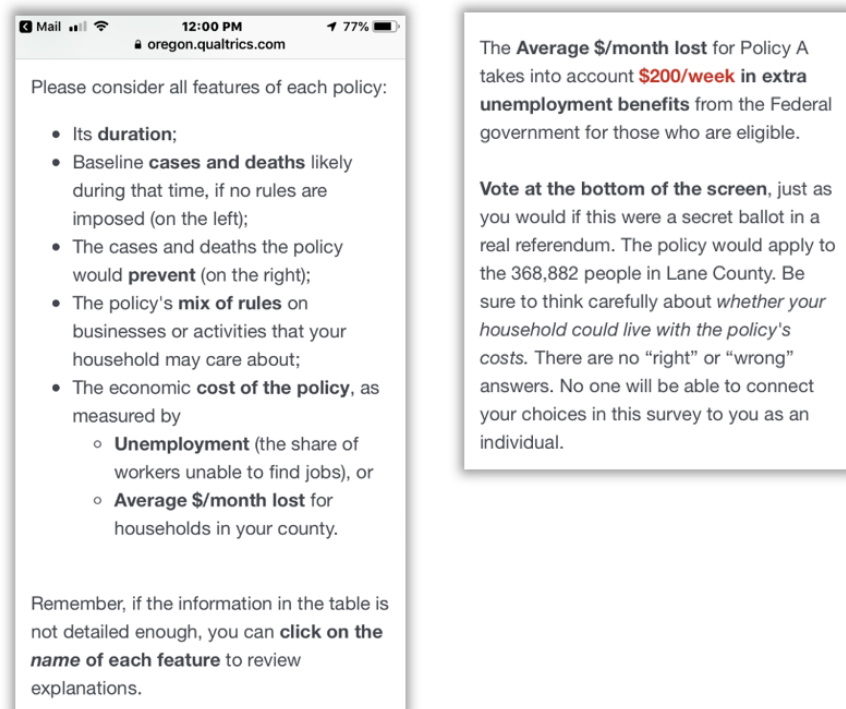 Mail 12:00 PM 77%
oregon.qualtrics.com
Please consider all features of each policy:
• Its duration;
• Baseline cases and deaths likely
during that time, if no rules are
imposed (on the left);
• The cases and deaths the policy
would prevent (on the right);
• The policy's mix of rules on
businesses or activities that your
household may care about;
• The economic cost of the policy, as
measured by
○ Unemployment (the share of
workers unable to find jobs), or
○ Average $/month lost for
households in your county.
Remember, if the information in the table is
not detailed enough, you can click on the
name of each feature to review
explanations.
The Average $/month lost for Policy A
takes into account $200/week in extra
unemployment benefits from the Federal
government for those who are eligible.
Vote at the bottom of the screen, just as
you would if this were a secret ballot in a
real referendum. The policy would apply to
the 368,882 people in Lane County. Be
sure to think carefully about whether your
household could live with the policy's
costs. There are no “right” or “wrong”
answers. No one will be able to connect
your choices in this survey to you as an
individual.